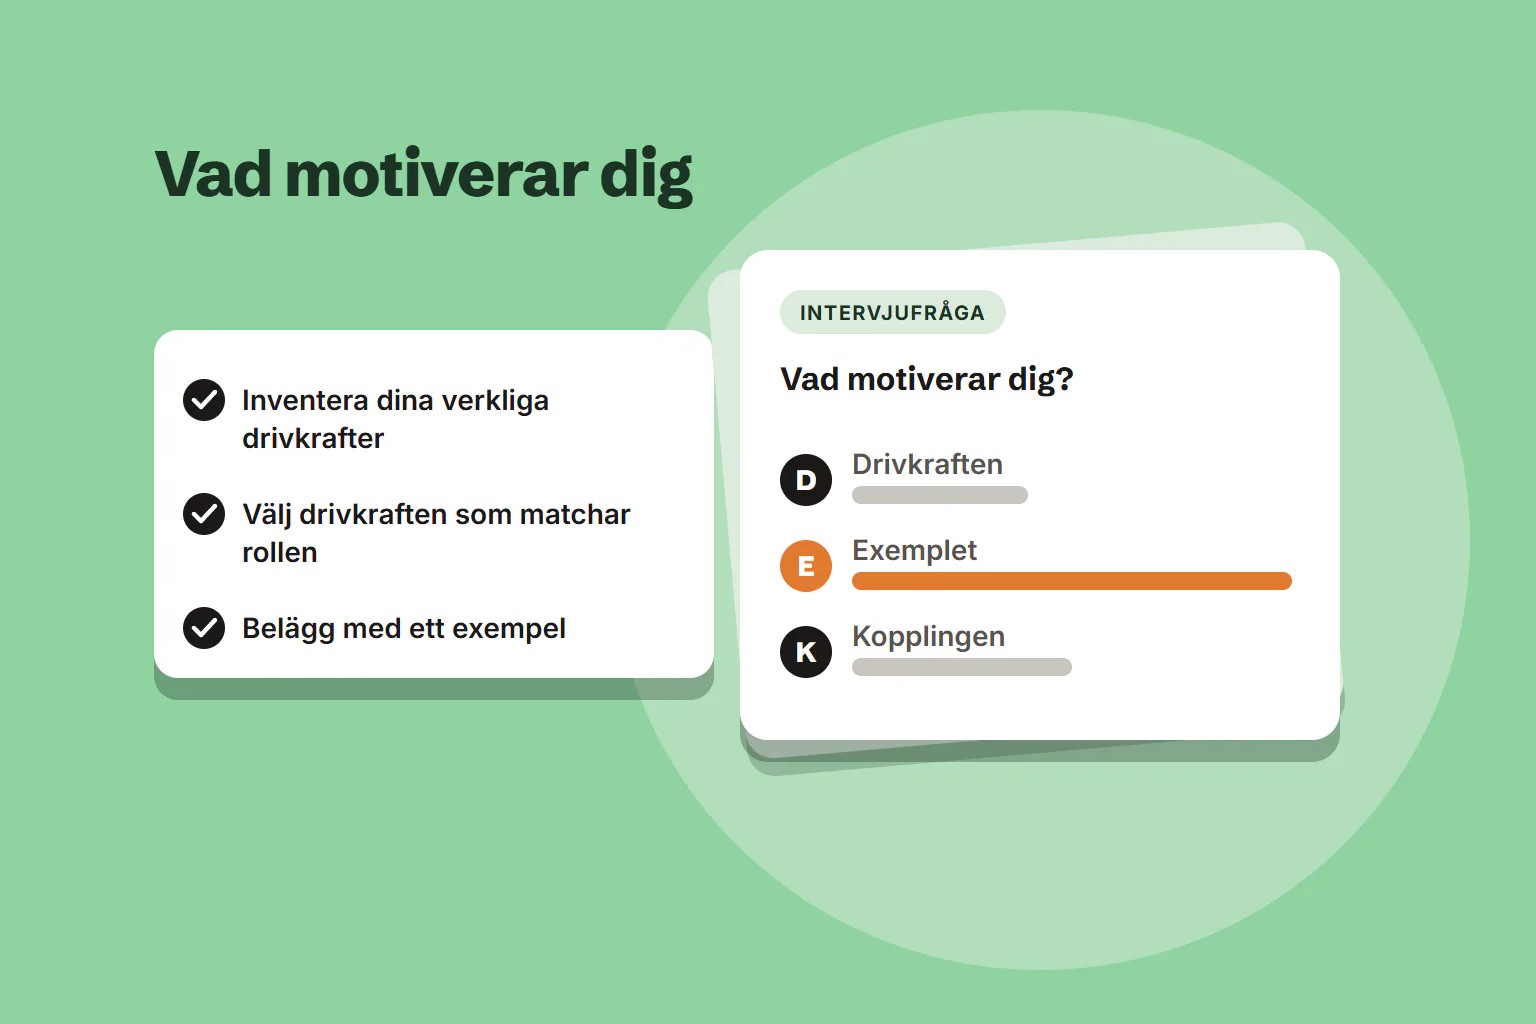 Vad motiverar dig
Inventera dina verkliga
drivkrafter
Välj drivkraften som matchar
rollen
Belägg med ett exempel
INTERVJUFRÅGA
Vad motiverar dig?
D
Drivkraften
E
Exemplet
K
Kopplingen